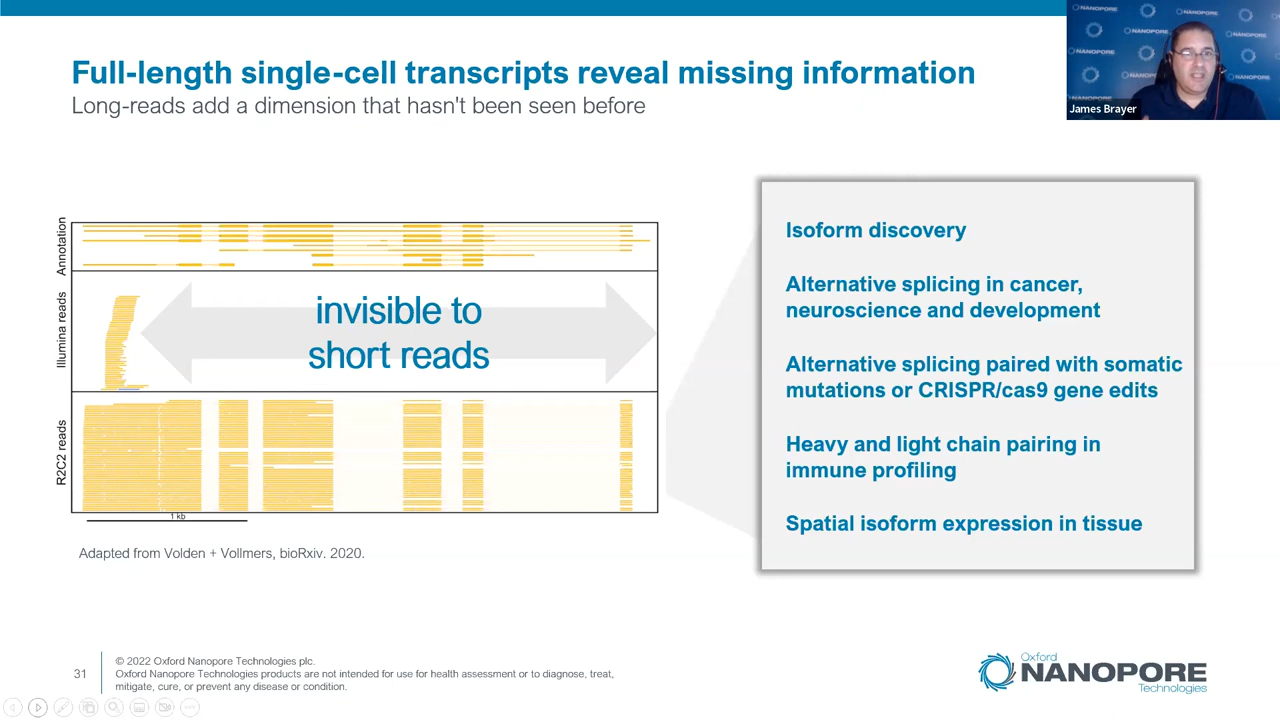 Full-length single-cell transcripts reveal missing information
Long-reads add a dimension that hasn't been seen before
NANOPORE
James Brayer
Annotation
Illumina reads
R2C2 reads
invisible to
short reads
1 kb
Adapted from Volden + Vollmers, bioRxiv. 2020.
Isoform discovery
Alternative splicing in cancer,
neuroscience and development
Alternative splicing paired with somatic
mutations or CRISPR/cas9 gene edits
Heavy and light chain pairing in
immune profiling
Spatial isoform expression in tissue
31
© 2022 Oxford Nanopore Technologies plc.
Oxford Nanopore Technologies products are not intended for use for health assessment or to diagnose, treat,
mitigate, cure, or prevent any disease or condition.
Oxford
NANOPORE
Technologies